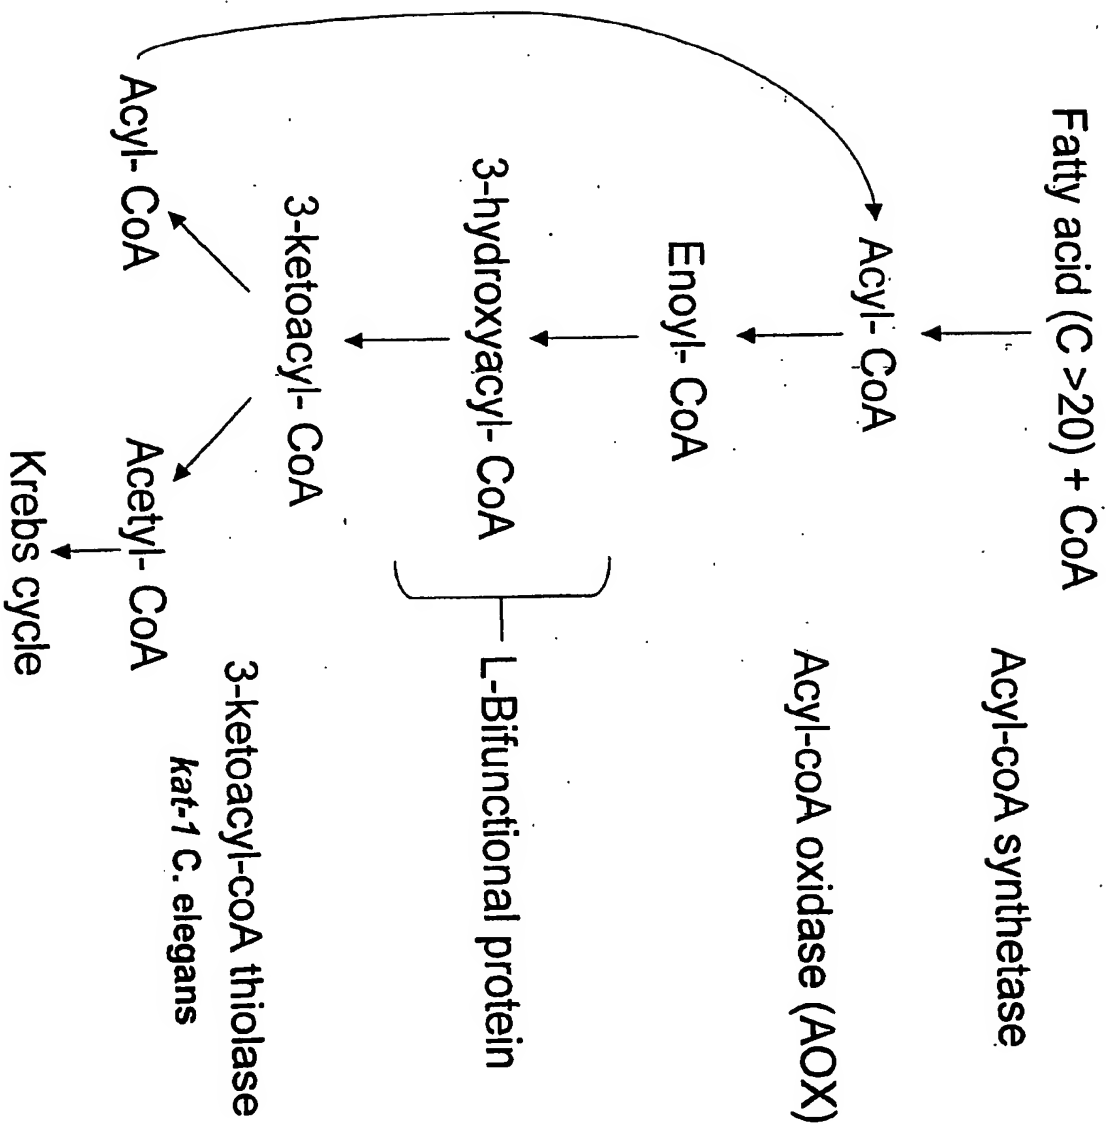 Fatty acid (C >20) + CoA
Acyl-coA synthetase
Acyl- CoA
Acyl-coA oxidase (AOX)
Enoyl- CoA
3-hydroxyacyl- CoA
L-Bifunctional protein
3-ketoacyl- CoA
3-ketoacyl-coA thiolase
kat-1 C. elegans
Acyl- CoA
Acetyl- CoA
Krebs cycle